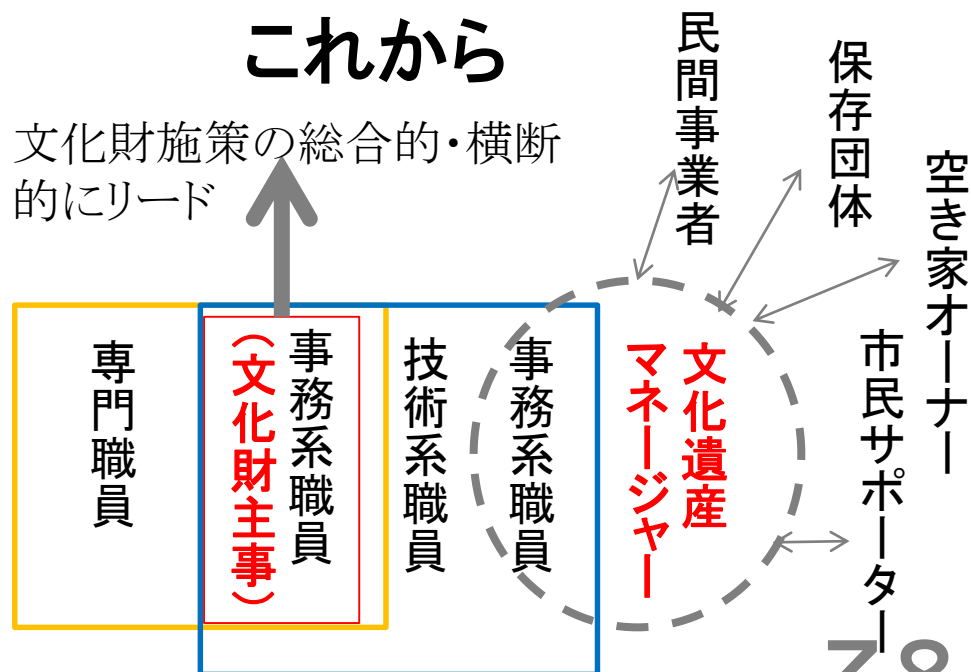 これから
文化財施策の総合的・横断
的にリード
民間事業者
保存団体
空き家オーナー
市民サポーター
専門職員
事務系職員
（文化財主事）
技術系職員
事務系職員
文化遺産
マネージャー
78